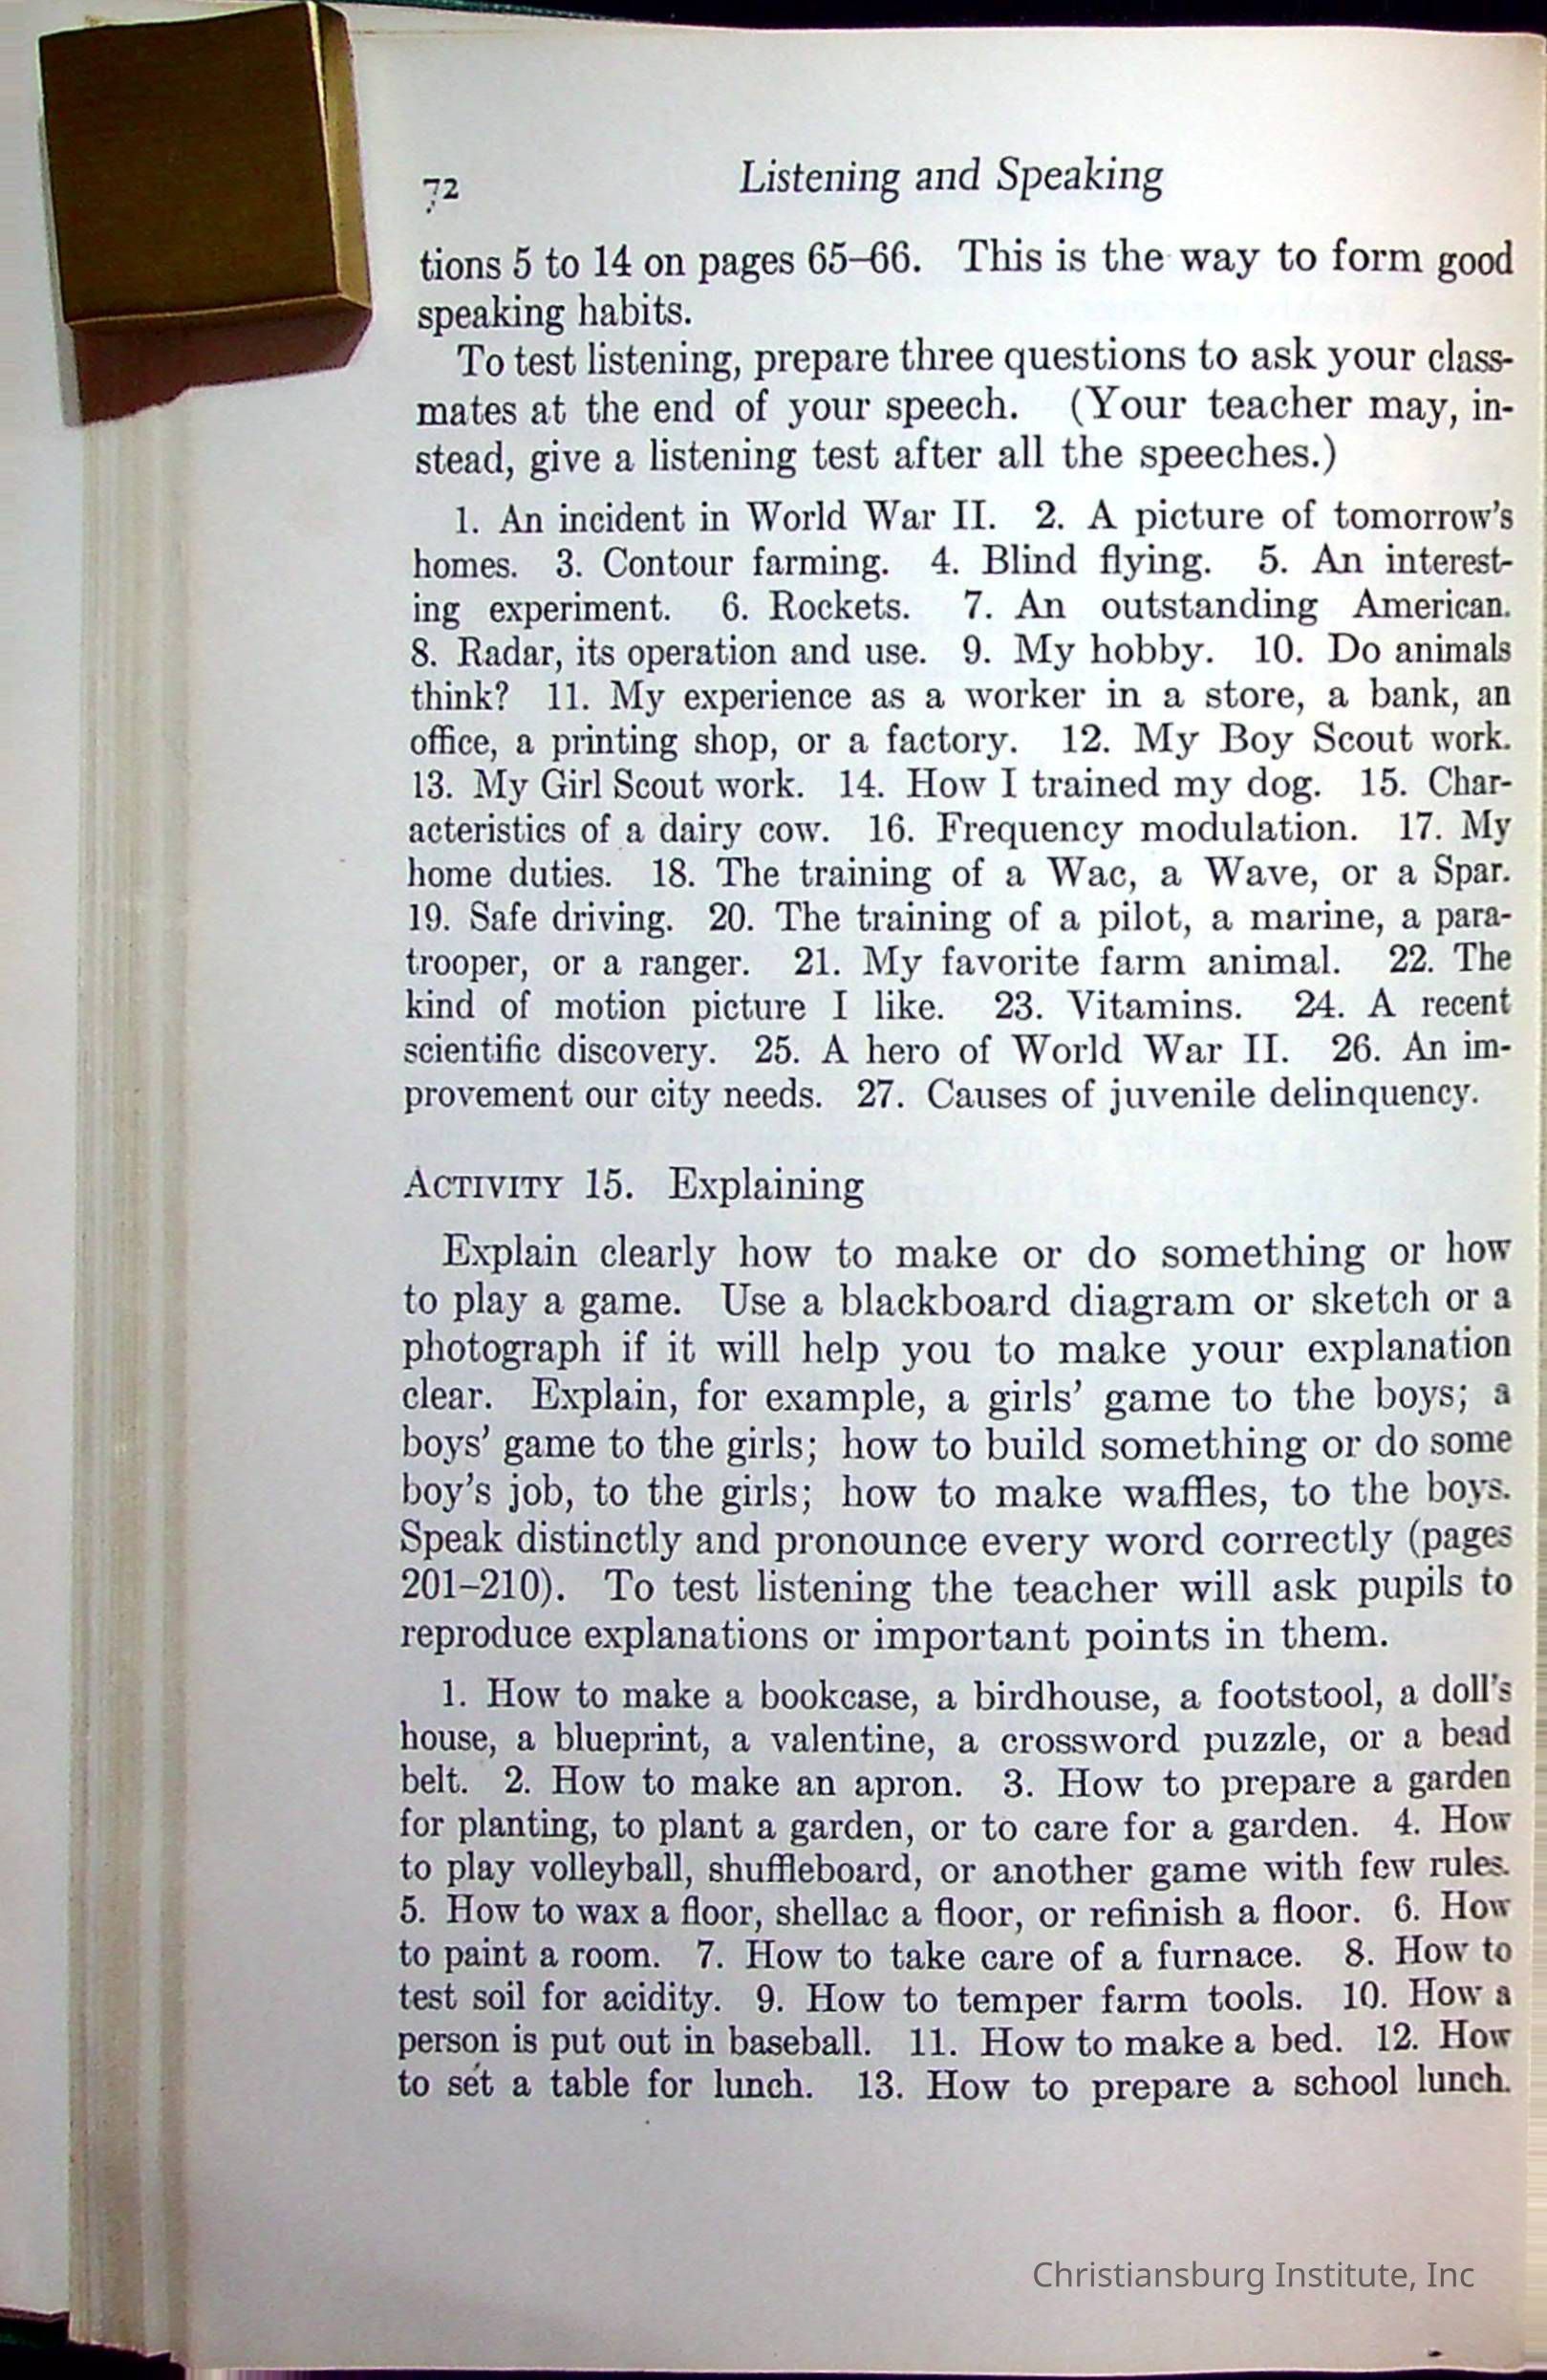 72
Listening and Speaking
tions 5 to 14 on pages 65–66. This is the way to form good
speaking habits.
To test listening, prepare three questions to ask your class-
mates at the end of your speech. (Your teacher may, in-
stead, give a listening test after all the speeches.)
1. An incident in World War II. 2. A picture of tomorrow's
homes. 3. Contour farming. 4. Blind flying. 5. An interest-
ing experiment. 6. Rockets. 7. An outstanding American.
8. Radar, its operation and use. 9. My hobby. 10. Do animals
think? 11. My experience as a worker in a store, a bank, an
office, a printing shop, or a factory. 12. My Boy Scout work.
13. My Girl Scout work. 14. How I trained my dog. 15. Char-
acteristics of a dairy cow. 16. Frequency modulation. 17. My
home duties. 18. The training of a Wac, a Wave, or a Spar.
19. Safe driving. 20. The training of a pilot, a marine, a para-
trooper, or a ranger. 21. My favorite farm animal. 22. The
kind of motion picture I like. 23. Vitamins. 24. A recent
scientific discovery. 25. A hero of World War II. 26. An im-
provement our city needs. 27. Causes of juvenile delinquency.
ACTIVITY 15. Explaining
Explain clearly how to make or do something or how
to play a game. Use a blackboard diagram or sketch or a
photograph if it will help you to make your explanation
clear. Explain, for example, a girls' game to the boys; a
boys' game to the girls; how to build something or do some
boy's job, to the girls; how to make waffles, to the boys.
Speak distinctly and pronounce every word correctly (pages
201–210). To test listening the teacher will ask pupils to
reproduce explanations or important points in them.
1. How to make a bookcase, a birdhouse, a footstool, a doll's
house, a blueprint, a valentine, a crossword puzzle, or a bead
belt. 2. How to make an apron. 3. How to prepare a garden
for planting, to plant a garden, or to care for a garden. 4. How
to play volleyball, shuffleboard, or another game with few rules.
5. How to wax a floor, shellac a floor, or refinish a floor. 6. How
to paint a room. 7. How to take care of a furnace. 8. How to
test soil for acidity. 9. How to temper farm tools. 10. How a
person is put out in baseball. 11. How to make a bed. 12. How
to set a table for lunch. 13. How to prepare a school lunch.
Christiansburg Institute, Inc